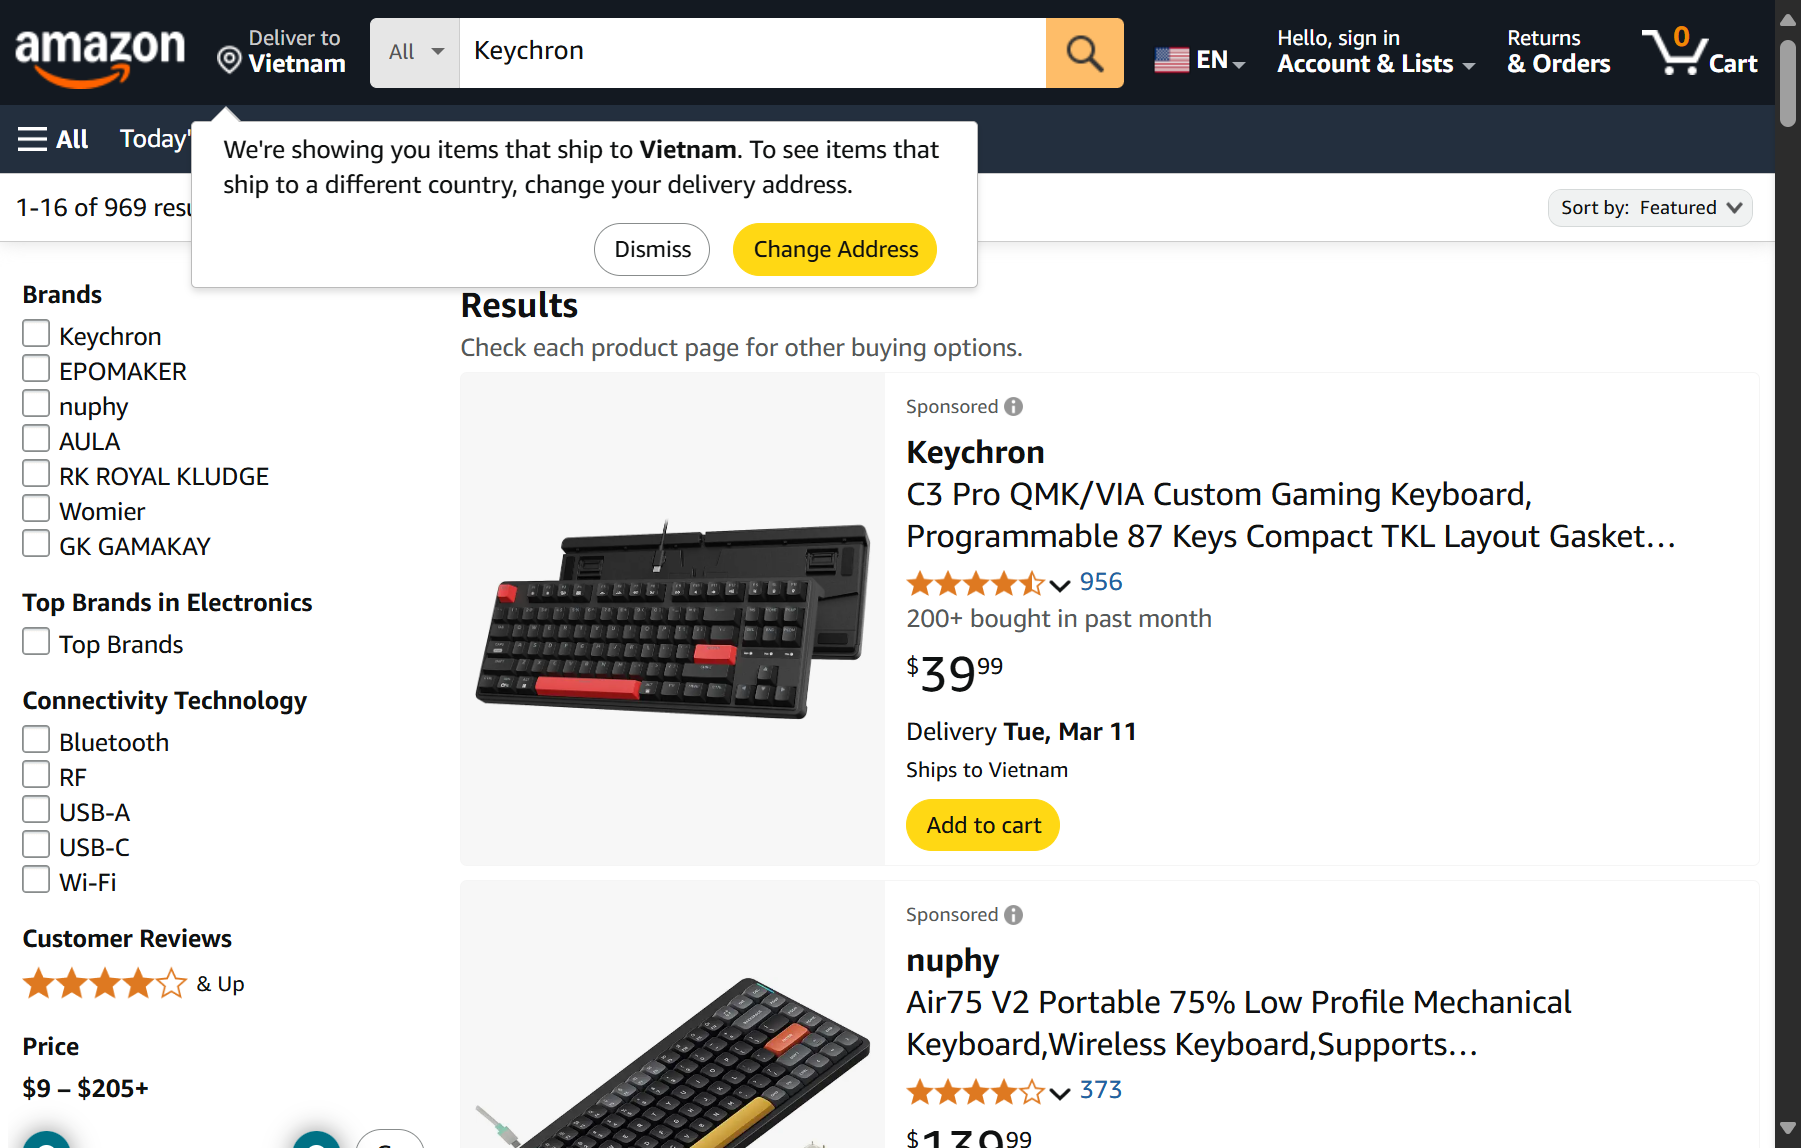 amazon
Deliver to
Vietnam
All
Keychron
EN
Hello, sign in
Account & Lists
Returns
& Orders
0
Cart
All
Today'
We're showing you items that ship to Vietnam. To see items that
ship to a different country, change your delivery address.
Dismiss
Change Address
1-16 of 969 resu
Sort by: Featured
Brands
Keychron
EPOMAKER
nuphy
AULA
RK ROYAL KLUDGE
Womier
GK GAMAKAY
Top Brands in Electronics
Top Brands
Connectivity Technology
Bluetooth
RF
USB-A
USB-C
Wi-Fi
Customer Reviews
& Up
Price
$9 – $205+
Results
Check each product page for other buying options.
Sponsored
Keychron
C3 Pro QMK/VIA Custom Gaming Keyboard,
Programmable 87 Keys Compact TKL Layout Gasket…
956
200+ bought in past month
$39.99
Delivery Tue, Mar 11
Ships to Vietnam
Add to cart
Sponsored
nuphy
Air75 V2 Portable 75% Low Profile Mechanical
Keyboard,Wireless Keyboard,Supports…
373
$139.99